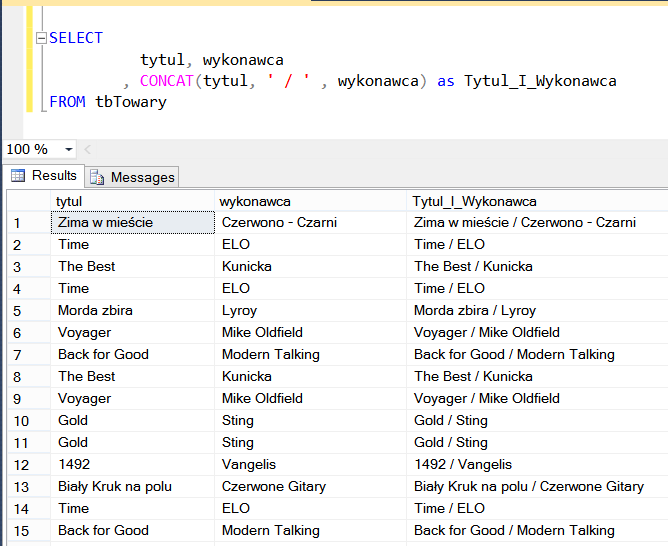 SELECT
tytul, wykonawca
, CONCAT(tytul, ' / ' , wykonawca) as Tytul_I_Wykonawca
FROM tbTowary
100 %
Results Messages
tytul wykonawca Tytul_I_Wykonawca
1 Zima w mieście Czerwono - Czarni Zima w mieście / Czerwono - Czarni
2 Time ELO Time / ELO
3 The Best Kunicka The Best / Kunicka
4 Time ELO Time / ELO
5 Morda zbira Lyroy Morda zbira / Lyroy
6 Voyager Mike Oldfield Voyager / Mike Oldfield
7 Back for Good Modern Talking Back for Good / Modern Talking
8 The Best Kunicka The Best / Kunicka
9 Voyager Mike Oldfield Voyager / Mike Oldfield
10 Gold Sting Gold / Sting
11 Gold Sting Gold / Sting
12 1492 Vangelis 1492 / Vangelis
13 Biały Kruk na polu Czerwone Gitary Biały Kruk na polu / Czerwone Gitary
14 Time ELO Time / ELO
15 Back for Good Modern Talking Back for Good / Modern Talking